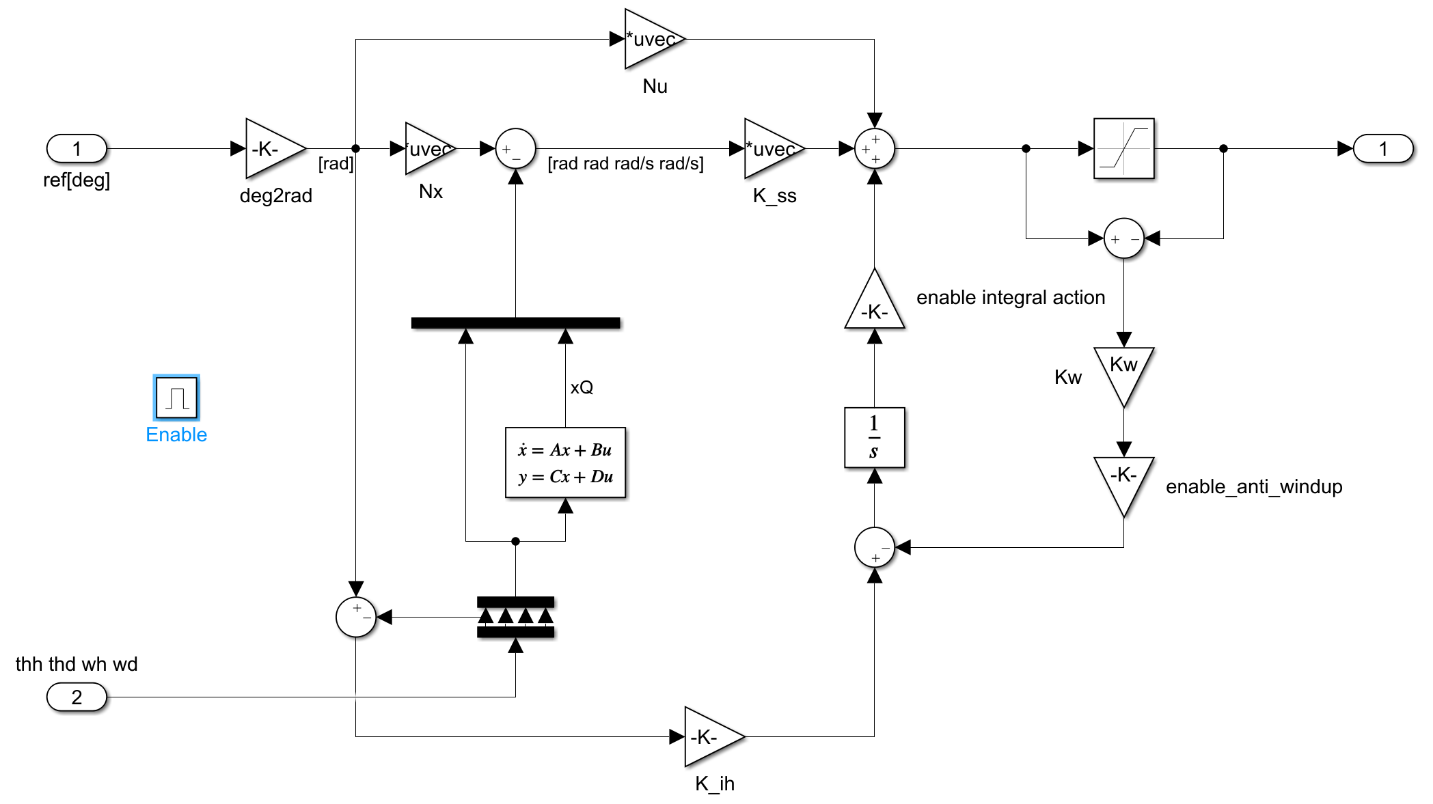 *uvec
Nu
1
ref[deg]
-K-
deg2rad
[rad]
*uvec
Nx
+
−
[rad rad rad/s rad/s]
*uvec
K_ss
+
+
+
1
+ −
-K-
enable integral action
Kw
Kw
xQ
Enable
ẋ = Ax + Bu
y = Cx + Du
1
s
-K-
enable_anti_windup
−
+
+
−
thh thd wh wd
2
-K-
K_ih